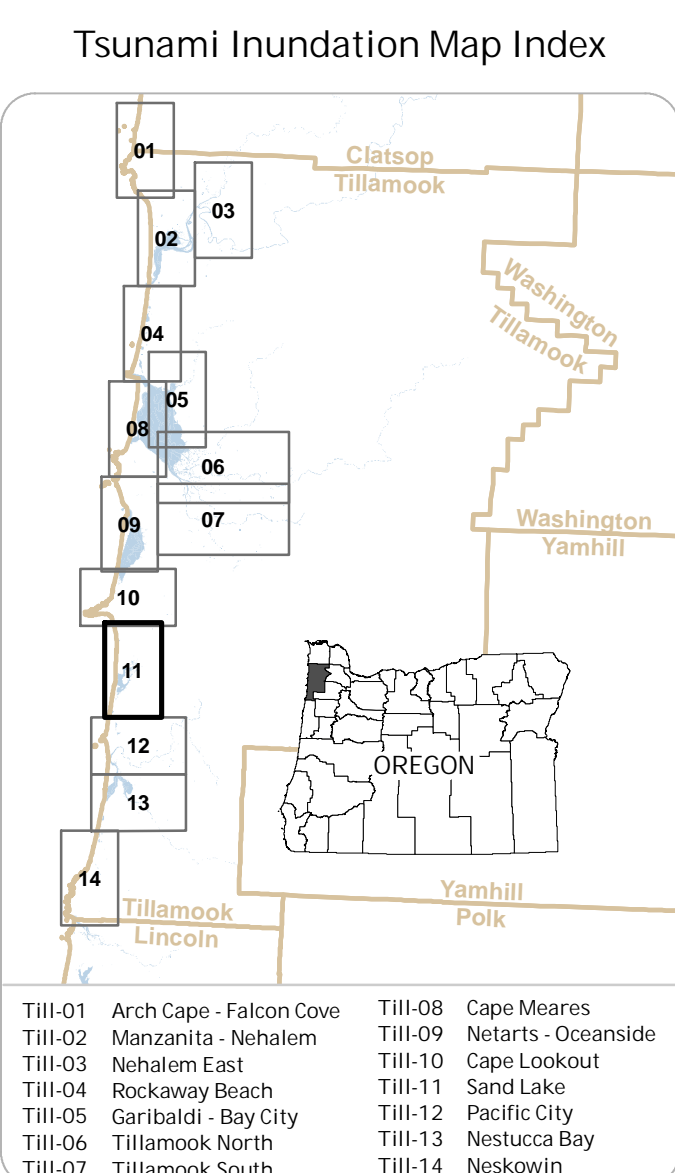 Tsunami Inundation Map Index
01
Clatsop
Tillamook
03
02
Washington
Tillamook
04
05
08
06
07
Washington
Yamhill
09
10
11
12
OREGON
13
14
Yamhill
Polk
Tillamook
Lincoln
Till-01 Arch Cape - Falcon Cove
Till-02 Manzanita - Nehalem
Till-03 Nehalem East
Till-04 Rockaway Beach
Till-05 Garibaldi - Bay City
Till-06 Tillamook North
Till-07 Tillamook South
Till-08 Cape Meares
Till-09 Netarts - Oceanside
Till-10 Cape Lookout
Till-11 Sand Lake
Till-12 Pacific City
Till-13 Nestucca Bay
Till-14 Neskowin